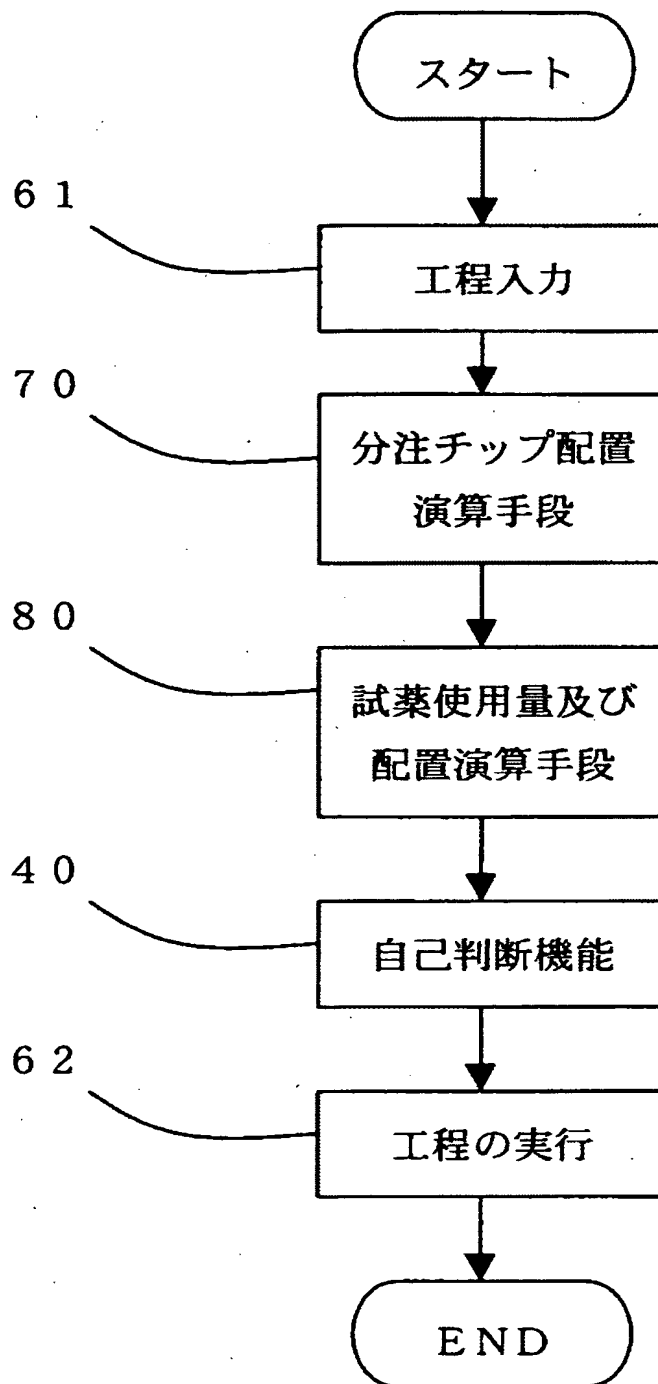 スタート
61
工程入力
70
分注チップ配置
演算手段
80
試薬使用量及び
配置演算手段
40
自己判断機能
62
工程の実行
END